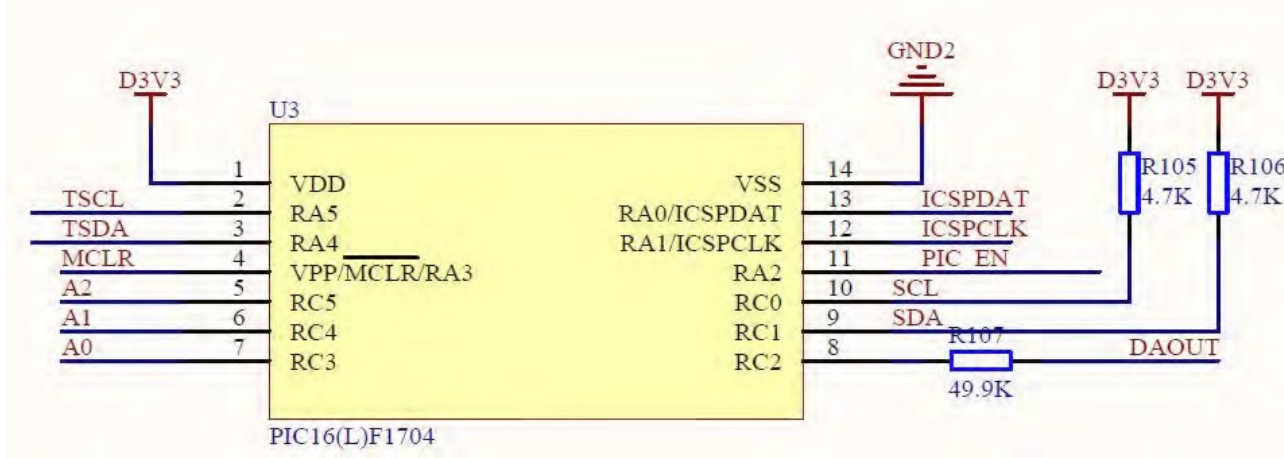 GND2
D3V3
D3V3 D3V3
U3
1 VDD VSS 14
R105 R106
4.7K 4.7K
TSCL 2 RA5 RA0/ICSPDAT 13 ICSPDAT
TSDA 3 RA4 RA1/ICSPCLK 12 ICSPCLK
MCLR 4 VPP/MCLR/RA3 RA2 11 PIC EN
A2 5 RC5 RC0 10 SCL
A1 6 RC4 RC1 9 SDA
A0 7 RC3 RC2 8 R107 DAOUT
49.9K
PIC16(L)F1704